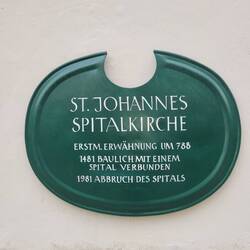 ST. JOHANNES
SPITALKIRCHE
ERSTM. ERWÄHNUNG UM 788
1481 BAULICH MIT EINEM
SPITAL VERBUNDEN
1981 ABBRUCH DES SPITALS